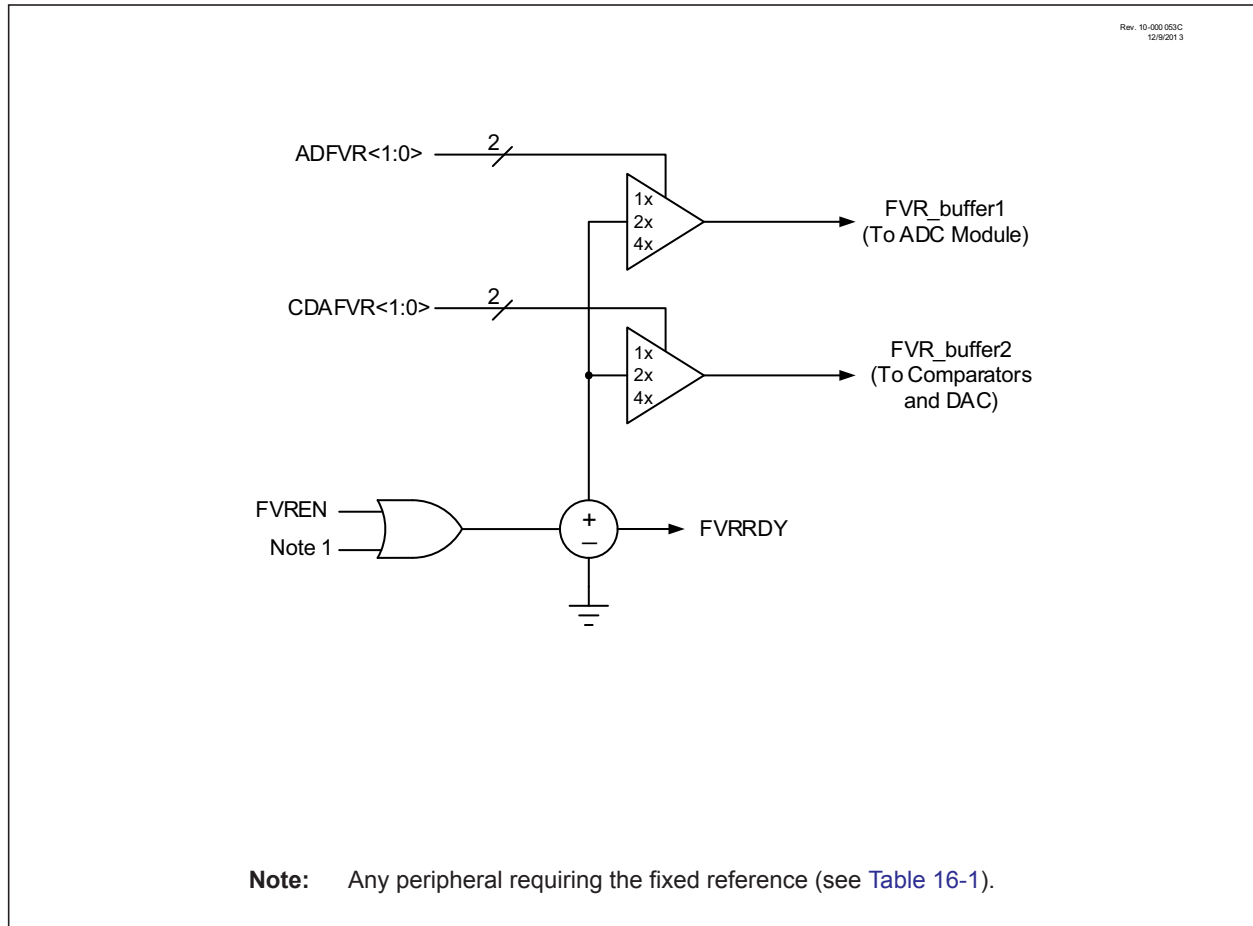 Rev. 10-000 053C
12/9/201 3
ADFVR<1:0>
2
1x
2x
4x
FVR_buffer1
(To ADC Module)
CDAFVR<1:0>
2
1x
2x
4x
FVR_buffer2
(To Comparators
and DAC)
FVREN
Note 1
+
_
FVRRDY
Note: Any peripheral requiring the fixed reference (see Table 16-1).